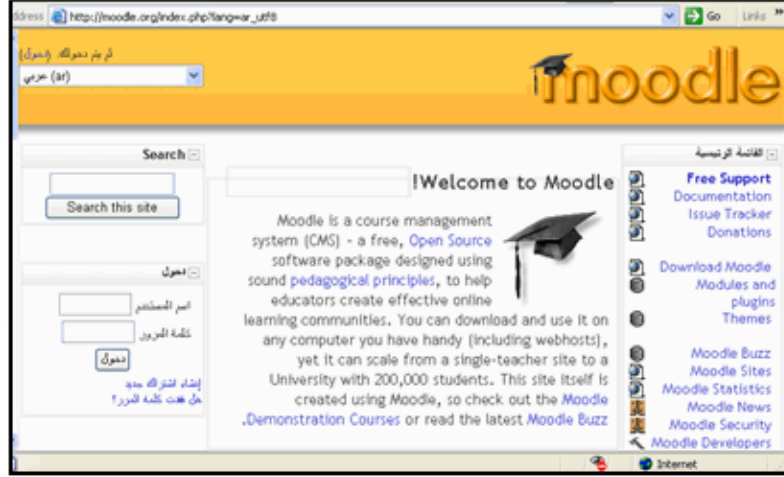 Address http://moodle.org/index.php?lang=ar_utf8 Go Links »
لم يتم دخولك. (دخول)
عربي (ar)
moodle
Search
Search this site
دخول
اسم المستخدم
كلمة المرور
دخول
إنشاء اشتراك جديد
هل فقدت كلمة المرور؟
!Welcome to Moodle
Moodle is a course management
system (CMS) - a free, Open Source
software package designed using
sound pedagogical principles, to help
educators create effective online
learning communities. You can download and use it on
any computer you have handy (including webhosts),
yet it can scale from a single-teacher site to a
University with 200,000 students. This site itself is
created using Moodle, so check out the Moodle
.Demonstration Courses or read the latest Moodle Buzz
القائمة الرئيسية
Free Support
Documentation
Issue Tracker
Donations
Download Moodle
Modules and
plugins
Themes
Moodle Buzz
Moodle Sites
Moodle Statistics
Moodle News
Moodle Security
Moodle Developers
Internet